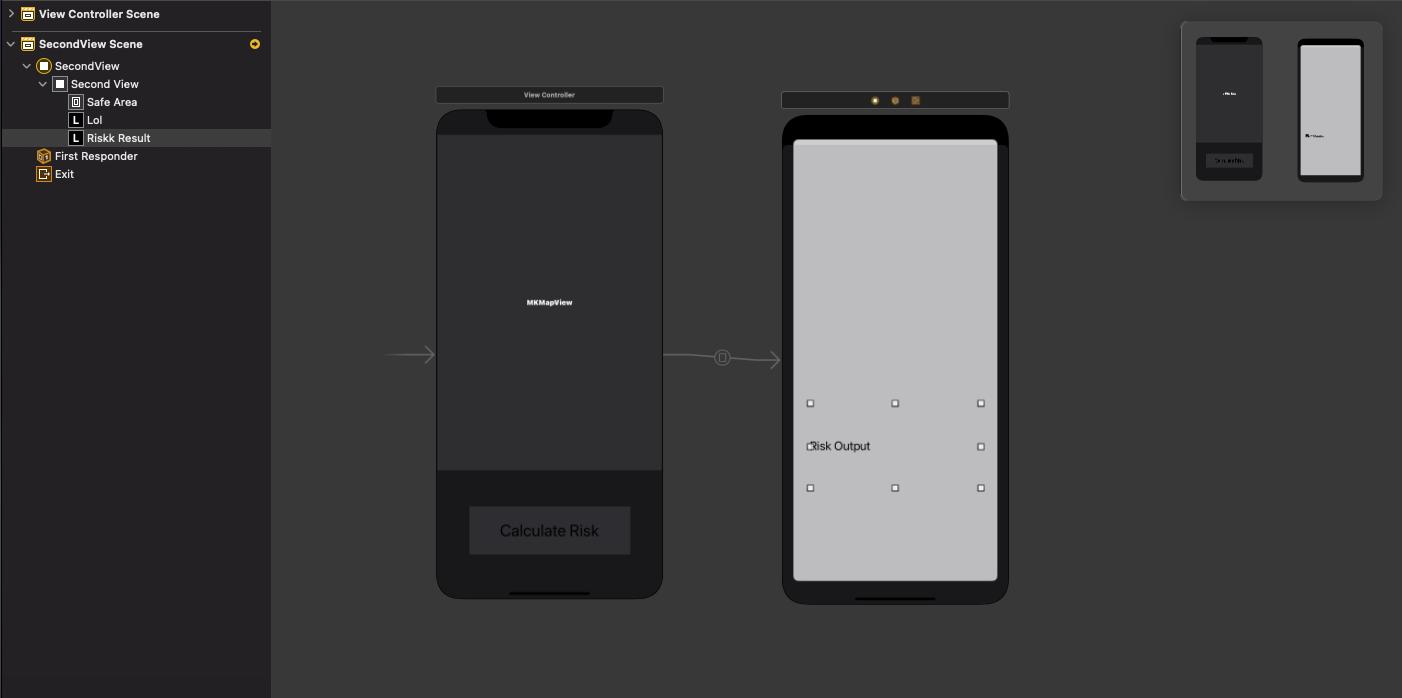 View Controller Scene
SecondView Scene
SecondView
Second View
Safe Area
L Lol
L Riskk Result
First Responder
Exit
View Controller
MKMapView
Calculate Risk
Risk Output